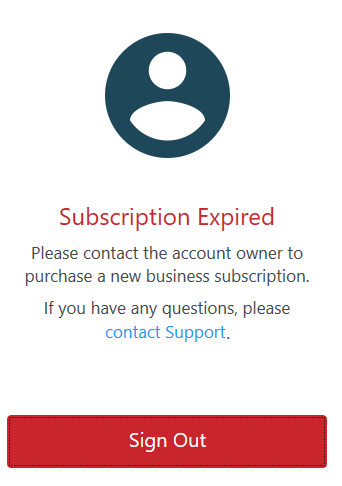 Subscription Expired
Please contact the account owner to
purchase a new business subscription.
If you have any questions, please
contact Support.
Sign Out